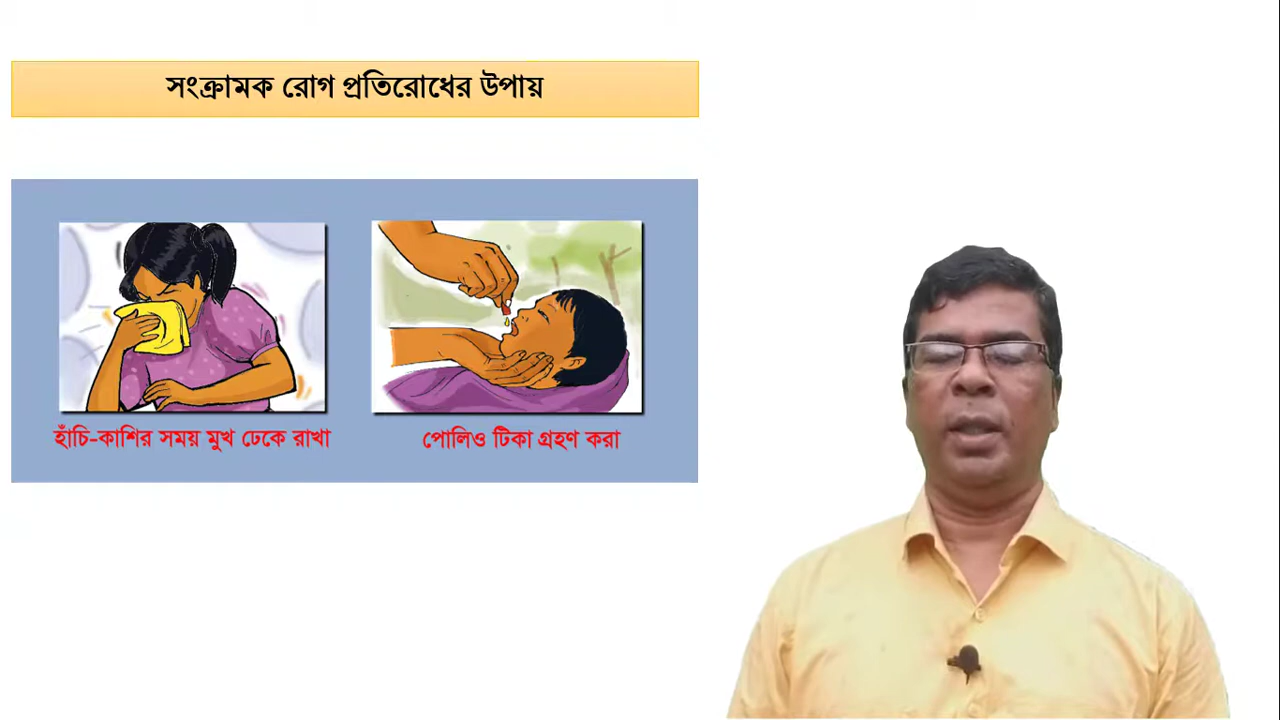 সংক্রামক রোগ প্রতিরোধের উপায়
হাঁচি-কাশির সময় মুখ ঢেকে রাখা
পোলিও টিকা গ্রহণ করা